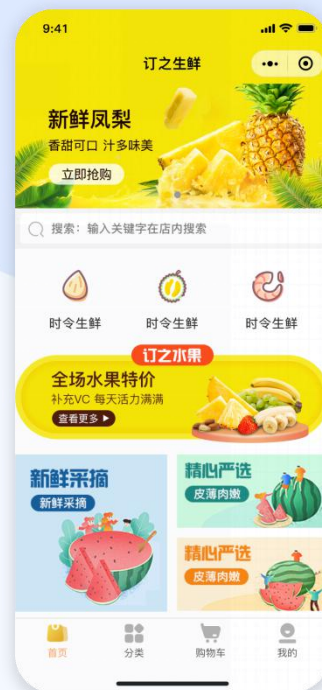 9:41
订之生鲜
新鲜凤梨
香甜可口 汁多味美
立即抢购
搜索：输入关键字在店内搜索
时令生鲜 时令生鲜 时令生鲜
订之水果
全场水果特价
补充VC 每天活力满满
查看更多
新鲜采摘
新鲜采摘
精心严选
皮薄肉嫩
精心严选
皮薄肉嫩
首页 分类 购物车 我的